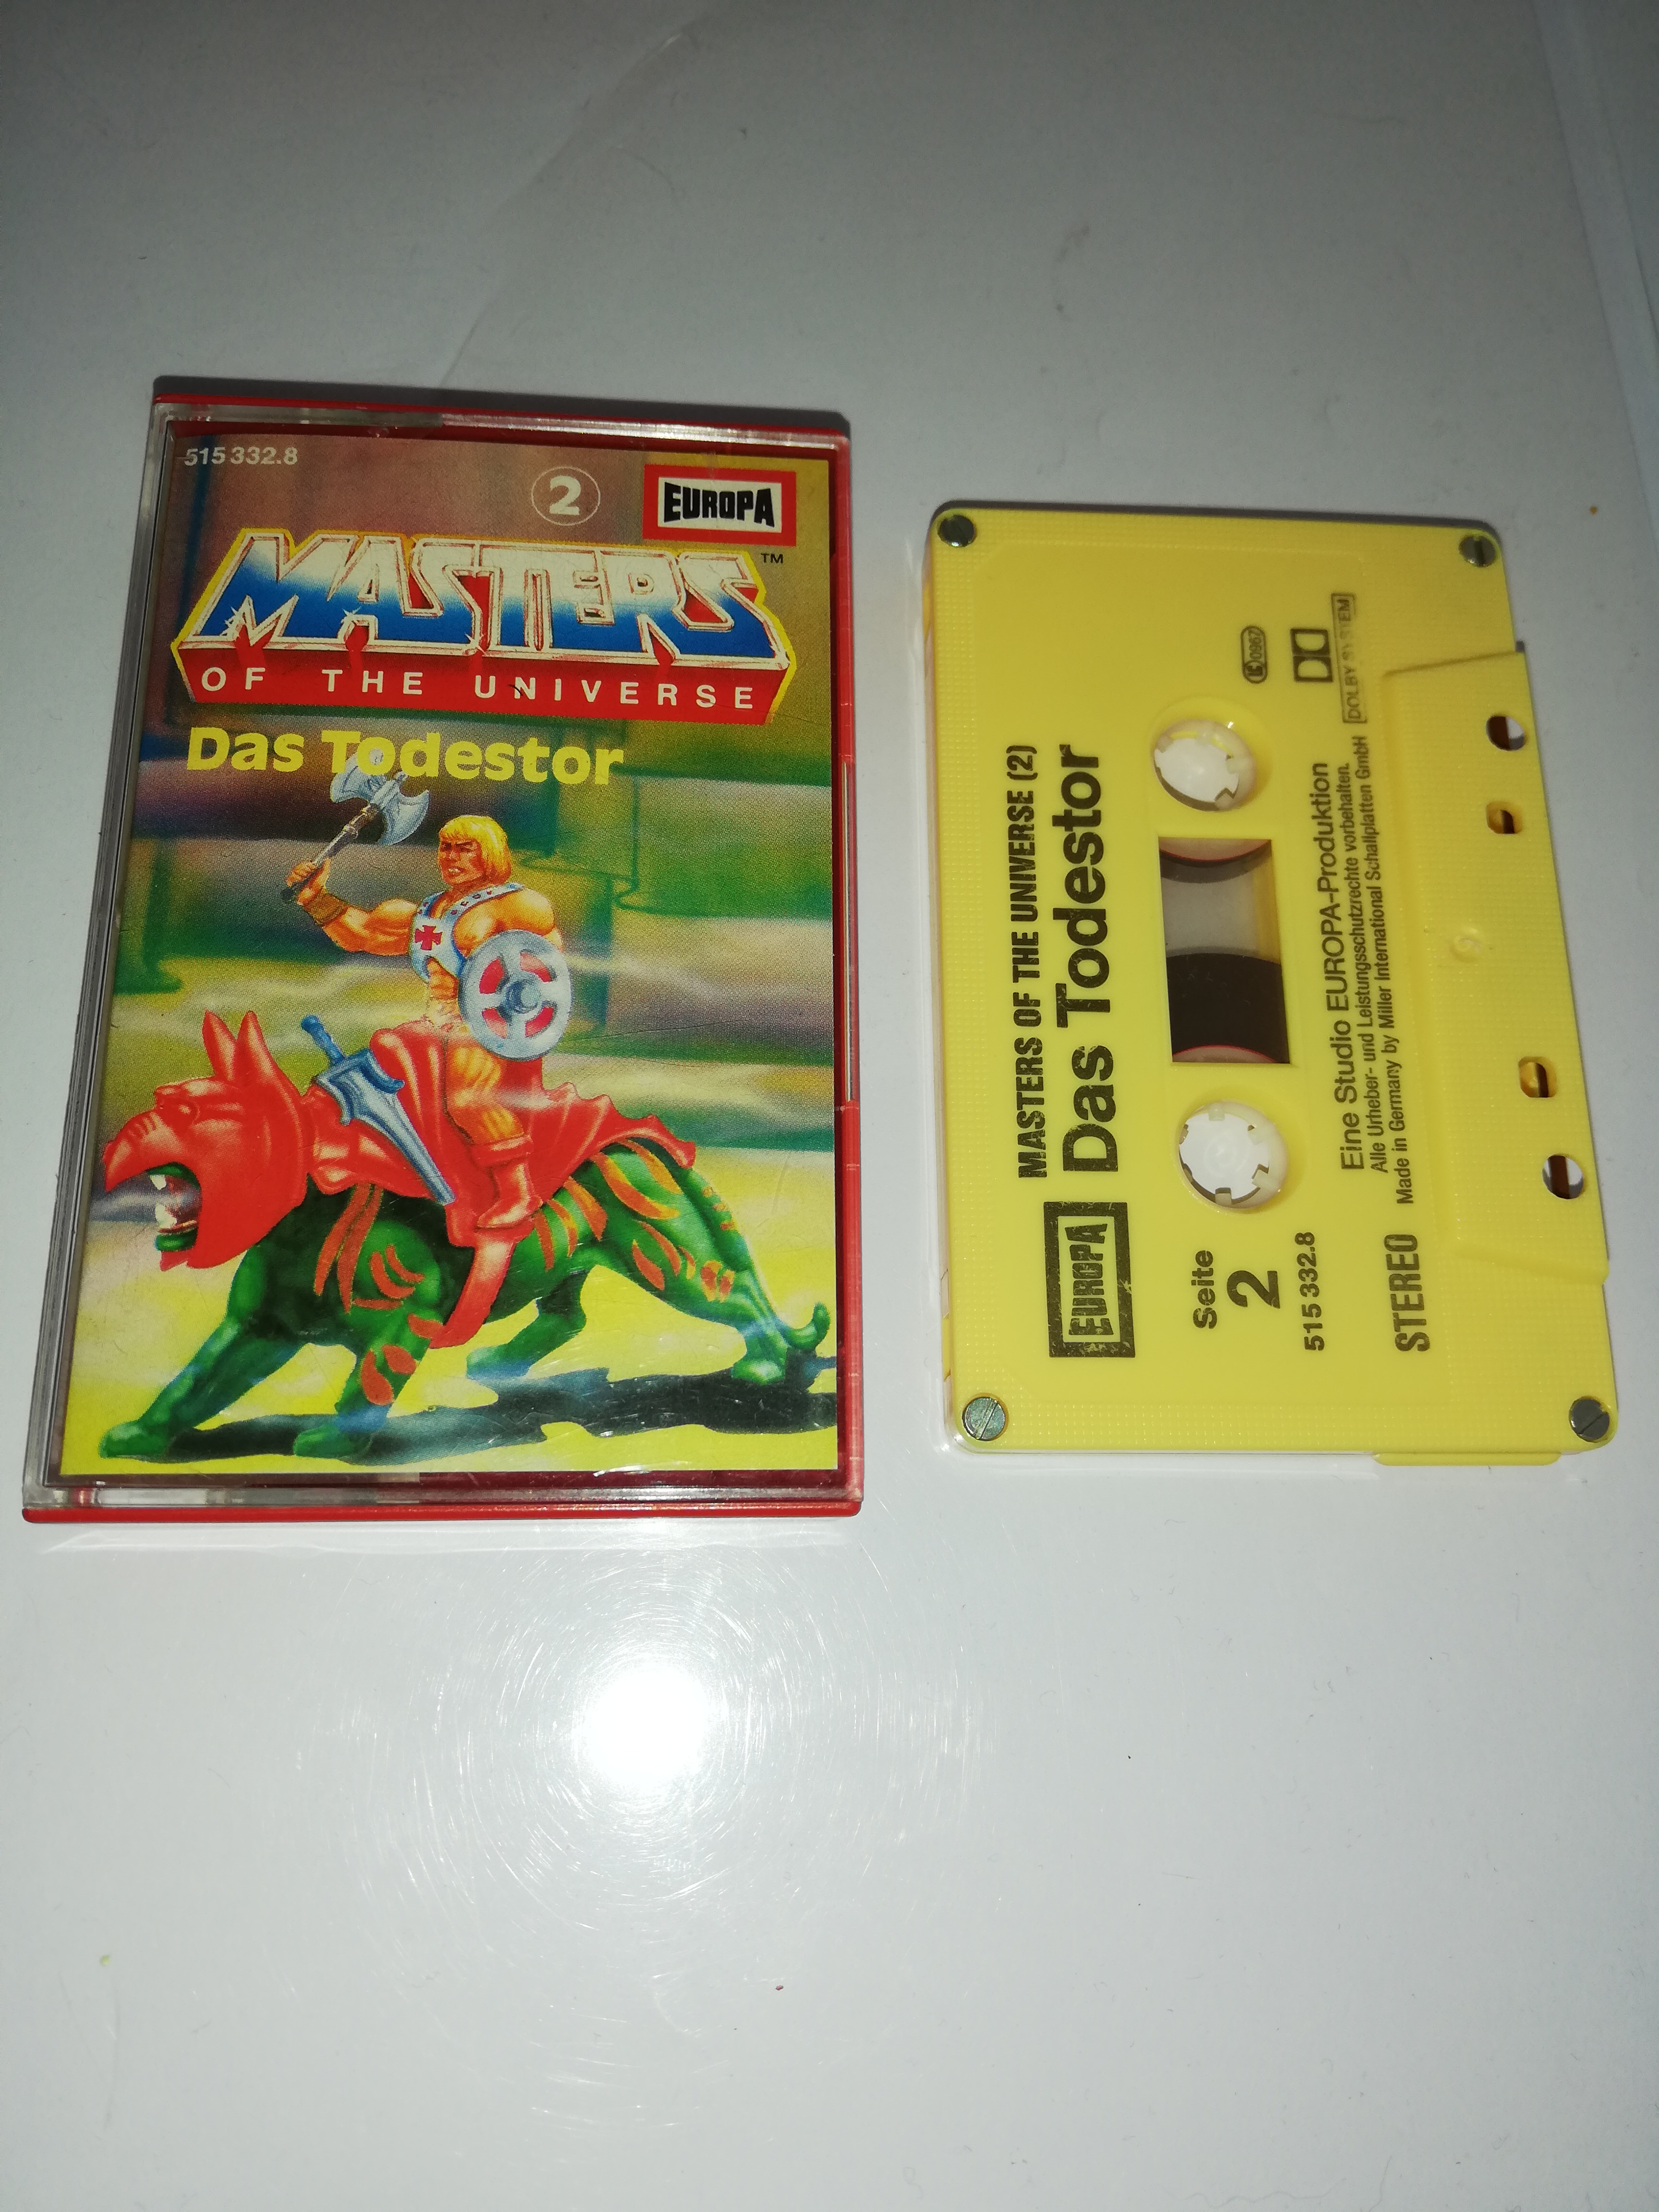 515 332.8
2
EUROPA
MASTERS
™
OF THE UNIVERSE
Das Todestor
MASTERS OF THE UNIVERSE (2)
EUROPA
Das Todestor
Seite
2
515 332.8
Eine Studio EUROPA-Produktion
Alle Urheber- und Leistungsschutzrechte vorbehalten.
STEREO
Made in Germany by Miller International Schallplatten GmbH
DOLBY SYSTEM
LC 0967